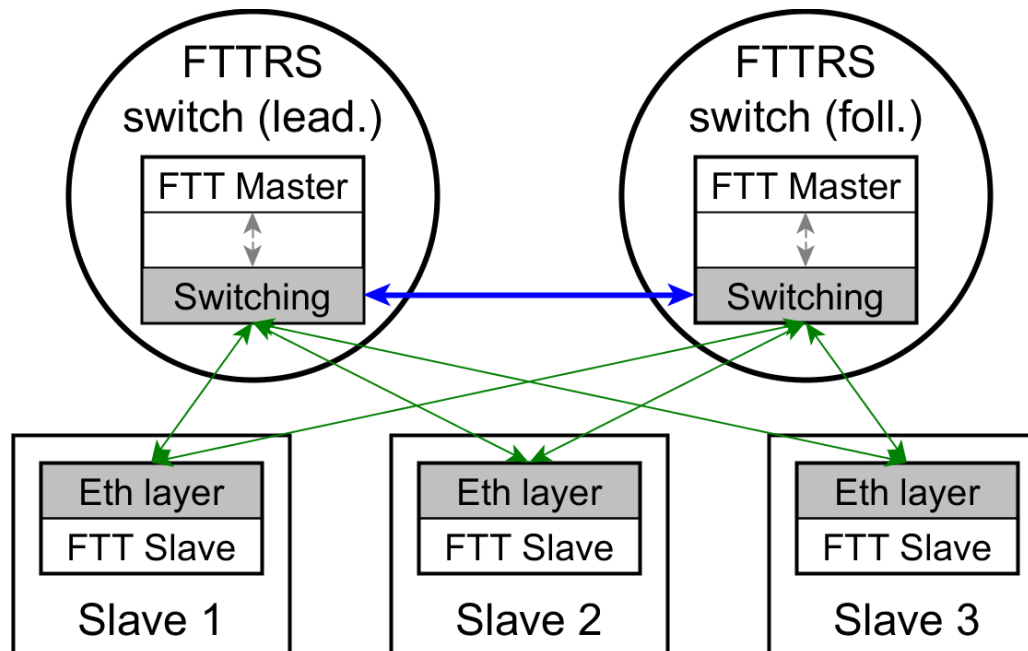 FTTRS
switch (lead.)
FTT Master
Switching
FTTRS
switch (foll.)
FTT Master
Switching
Eth layer
FTT Slave
Slave 1
Eth layer
FTT Slave
Slave 2
Eth layer
FTT Slave
Slave 3